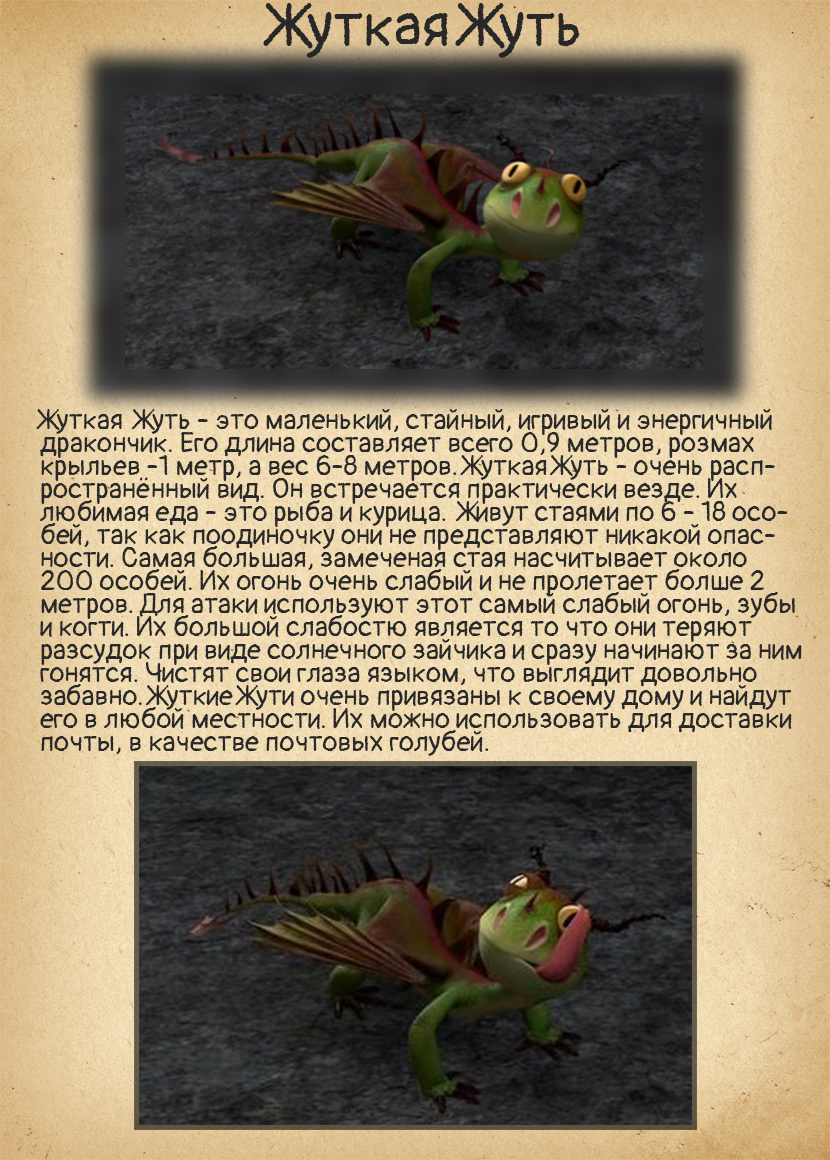 Жуткая Жуть
Жуткая Жуть - это маленький, стайный, игривый и энергичный
дракончик. Его длина составляет всего 0,9 метров, розмах
крыльев -1 метр, а вес 6-8 метров. Жуткая Жуть - очень расп-
ространённый вид. Он встречается практически везде. Их
любимая еда - это рыба и курица. Живут стаями по 6 - 18 осо-
бей, так как поодиночку они не представляют никакой опас-
ности. Самая большая, замеченая стая насчитывает около
200 особей. Их огонь очень слабый и не пролетает болше 2
метров. Для атаки используют этот самый слабый огонь, зубы
и когти. Их большой слабостю является то что они теряют
разсудок при виде солнечного зайчика и сразу начинают за ним
гонятся. Чистят свои глаза языком, что выглядит довольно
забавно. Жуткие Жути очень привязаны к своему дому и найдут
его в любой местности. Их можно использовать для доставки
почты, в качестве почтовых голубей.